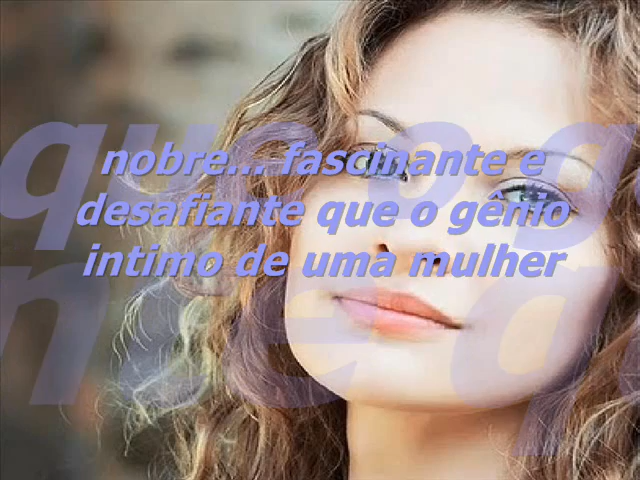 nobre... fascinante e
desafiante que o gênio
intimo de uma mulher